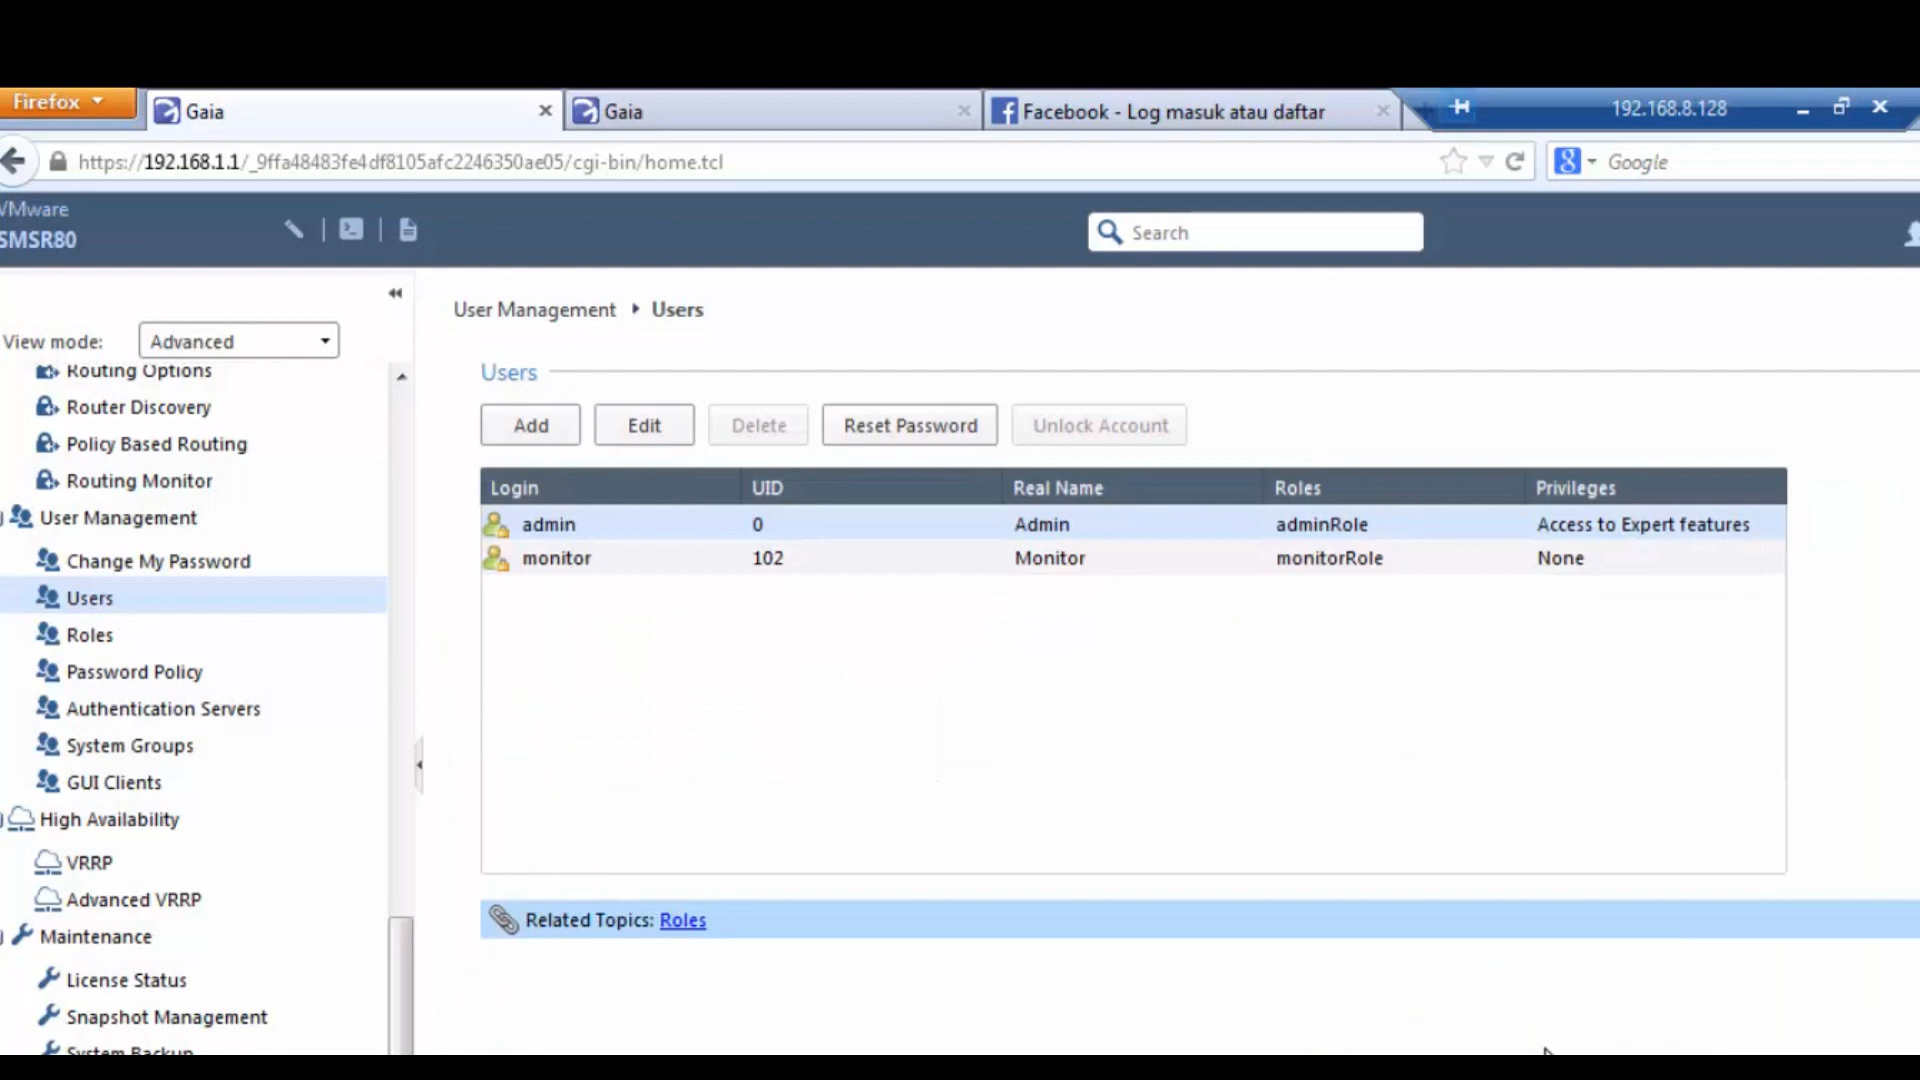 Firefox
Gaia
Gaia
Facebook - Log masuk atau daftar
192.168.8.128
https://192.168.1.1/_9ffa48483fe4df8105afc2246350ae05/cgi-bin/home.tcl
Google
VMware
SMSR80
Search
View mode:
Advanced
Routing Options
Router Discovery
Policy Based Routing
Routing Monitor
User Management
Change My Password
Users
Roles
Password Policy
Authentication Servers
System Groups
GUI Clients
High Availability
VRRP
Advanced VRRP
Maintenance
License Status
Snapshot Management
System Backup
User Management Users
Users
Add Edit Delete Reset Password Unlock Account
Login UID Real Name Roles Privileges
admin 0 Admin adminRole Access to Expert features
monitor 102 Monitor monitorRole None
Related Topics: Roles